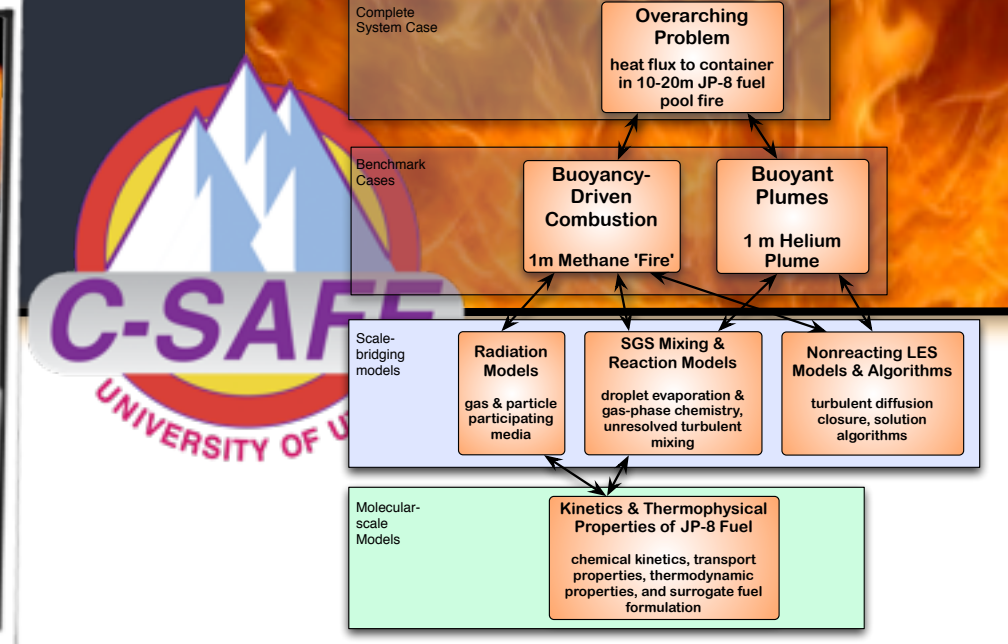 Complete
System Case
Overarching
Problem
heat flux to container
in 10-20m JP-8 fuel
pool fire
Benchmark
Cases
Buoyancy-
Driven
Combustion
1m Methane 'Fire'
Buoyant
Plumes
1 m Helium
Plume
C-SAFE
UNIVERSITY OF U
Scale-
bridging
models
Radiation
Models
gas & particle
participating
media
SGS Mixing &
Reaction Models
droplet evaporation &
gas-phase chemistry,
unresolved turbulent
mixing
Nonreacting LES
Models & Algorithms
turbulent diffusion
closure, solution
algorithms
Molecular-
scale
Models
Kinetics & Thermophysical
Properties of JP-8 Fuel
chemical kinetics, transport
properties, thermodynamic
properties, and surrogate fuel
formulation